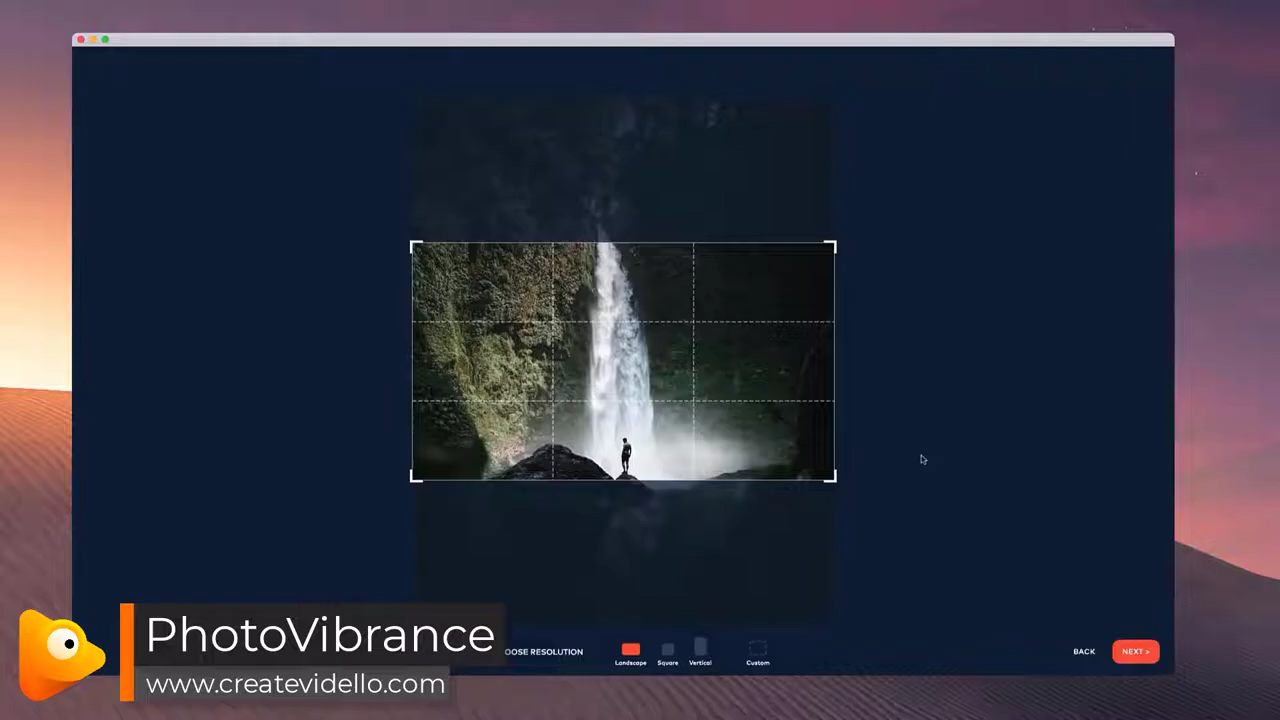 PhotoVibrance
www.createvidello.com
OOSE RESOLUTION
Landscape
Square
Vertical
Custom
BACK
NEXT >